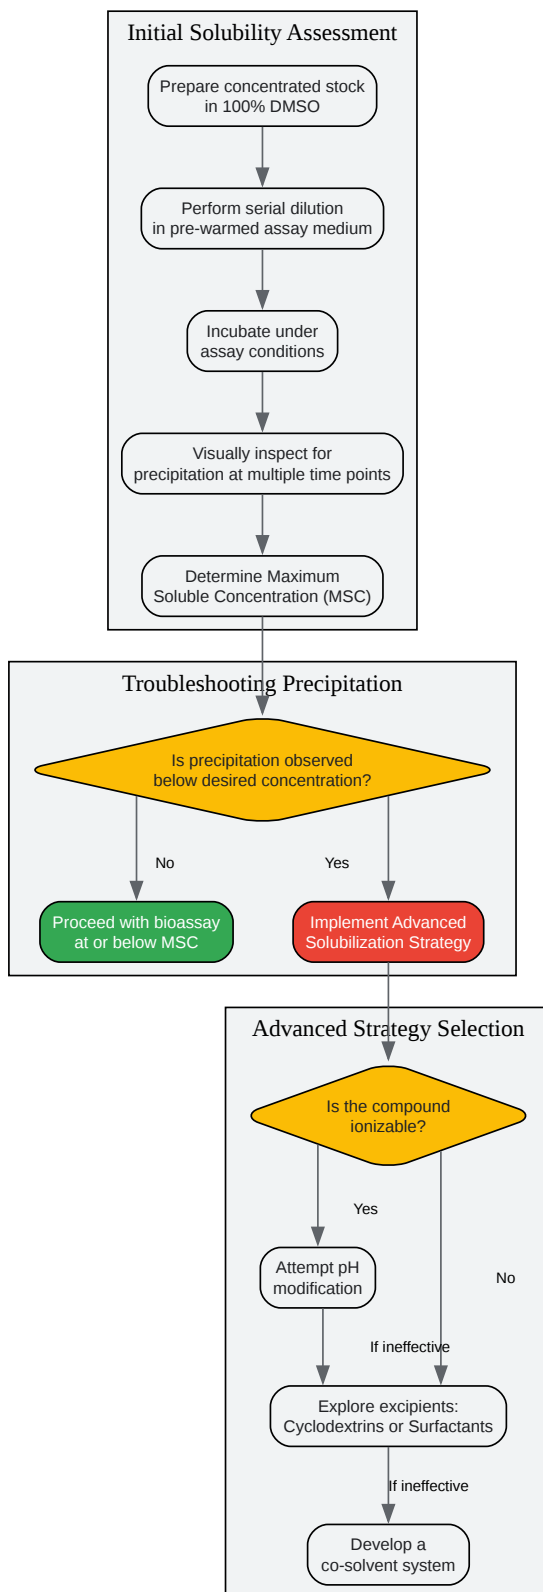 Initial Solubility Assessment
Prepare concentrated stock
in 100% DMSO
Perform serial dilution
in pre-warmed assay medium
Incubate under
assay conditions
Visually inspect for
precipitation at multiple time points
Determine Maximum
Soluble Concentration (MSC)
Troubleshooting Precipitation
Is precipitation observed
below desired concentration?
No
Yes
Proceed with bioassay
at or below MSC
Implement Advanced
Solubilization Strategy
Advanced Strategy Selection
Is the compound
ionizable?
Yes
Attempt pH
modification
No
If ineffective
Explore excipients:
Cyclodextrins or Surfactants
If ineffective
Develop a
co-solvent system